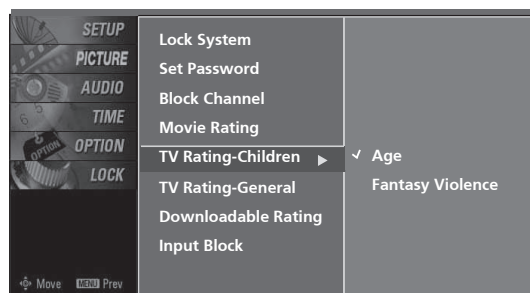 SETUP
PICTURE
AUDIO
TIME
OPTION
LOCK
Move MENU Prev
Lock System
Set Password
Block Channel
Movie Rating
TV Rating-Children ▶
TV Rating-General
Downloadable Rating
Input Block
✓ Age
Fantasy Violence